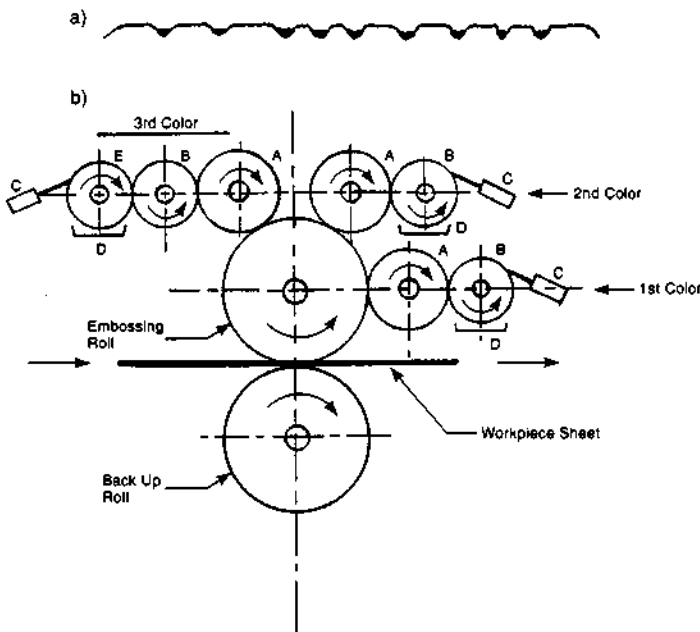 a)
b)
3rd Color
C E B A A B C
2nd Color
D D
A B C
1st Color
D
Embossing
Roll
Workpiece Sheet
Back Up
Roll